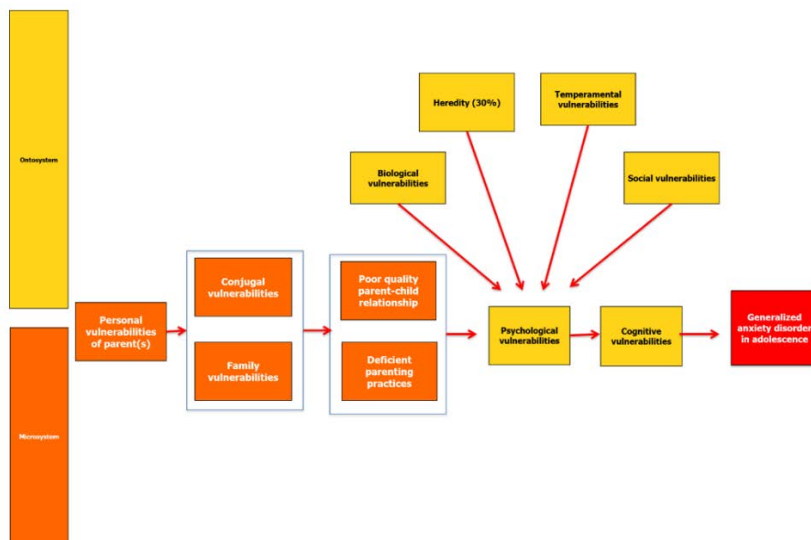 Ontosystem
Microsystem
Heredity (30%)
Temperamental
vulnerabilities
Biological
vulnerabilities
Social vulnerabilities
Personal
vulnerabilities
of parent(s)
Conjugal
vulnerabilities
Family
vulnerabilities
Poor quality
parent-child
relationship
Deficient
parenting
practices
Psychological
vulnerabilities
Cognitive
vulnerabilities
Generalized
anxiety disorder
in adolescence